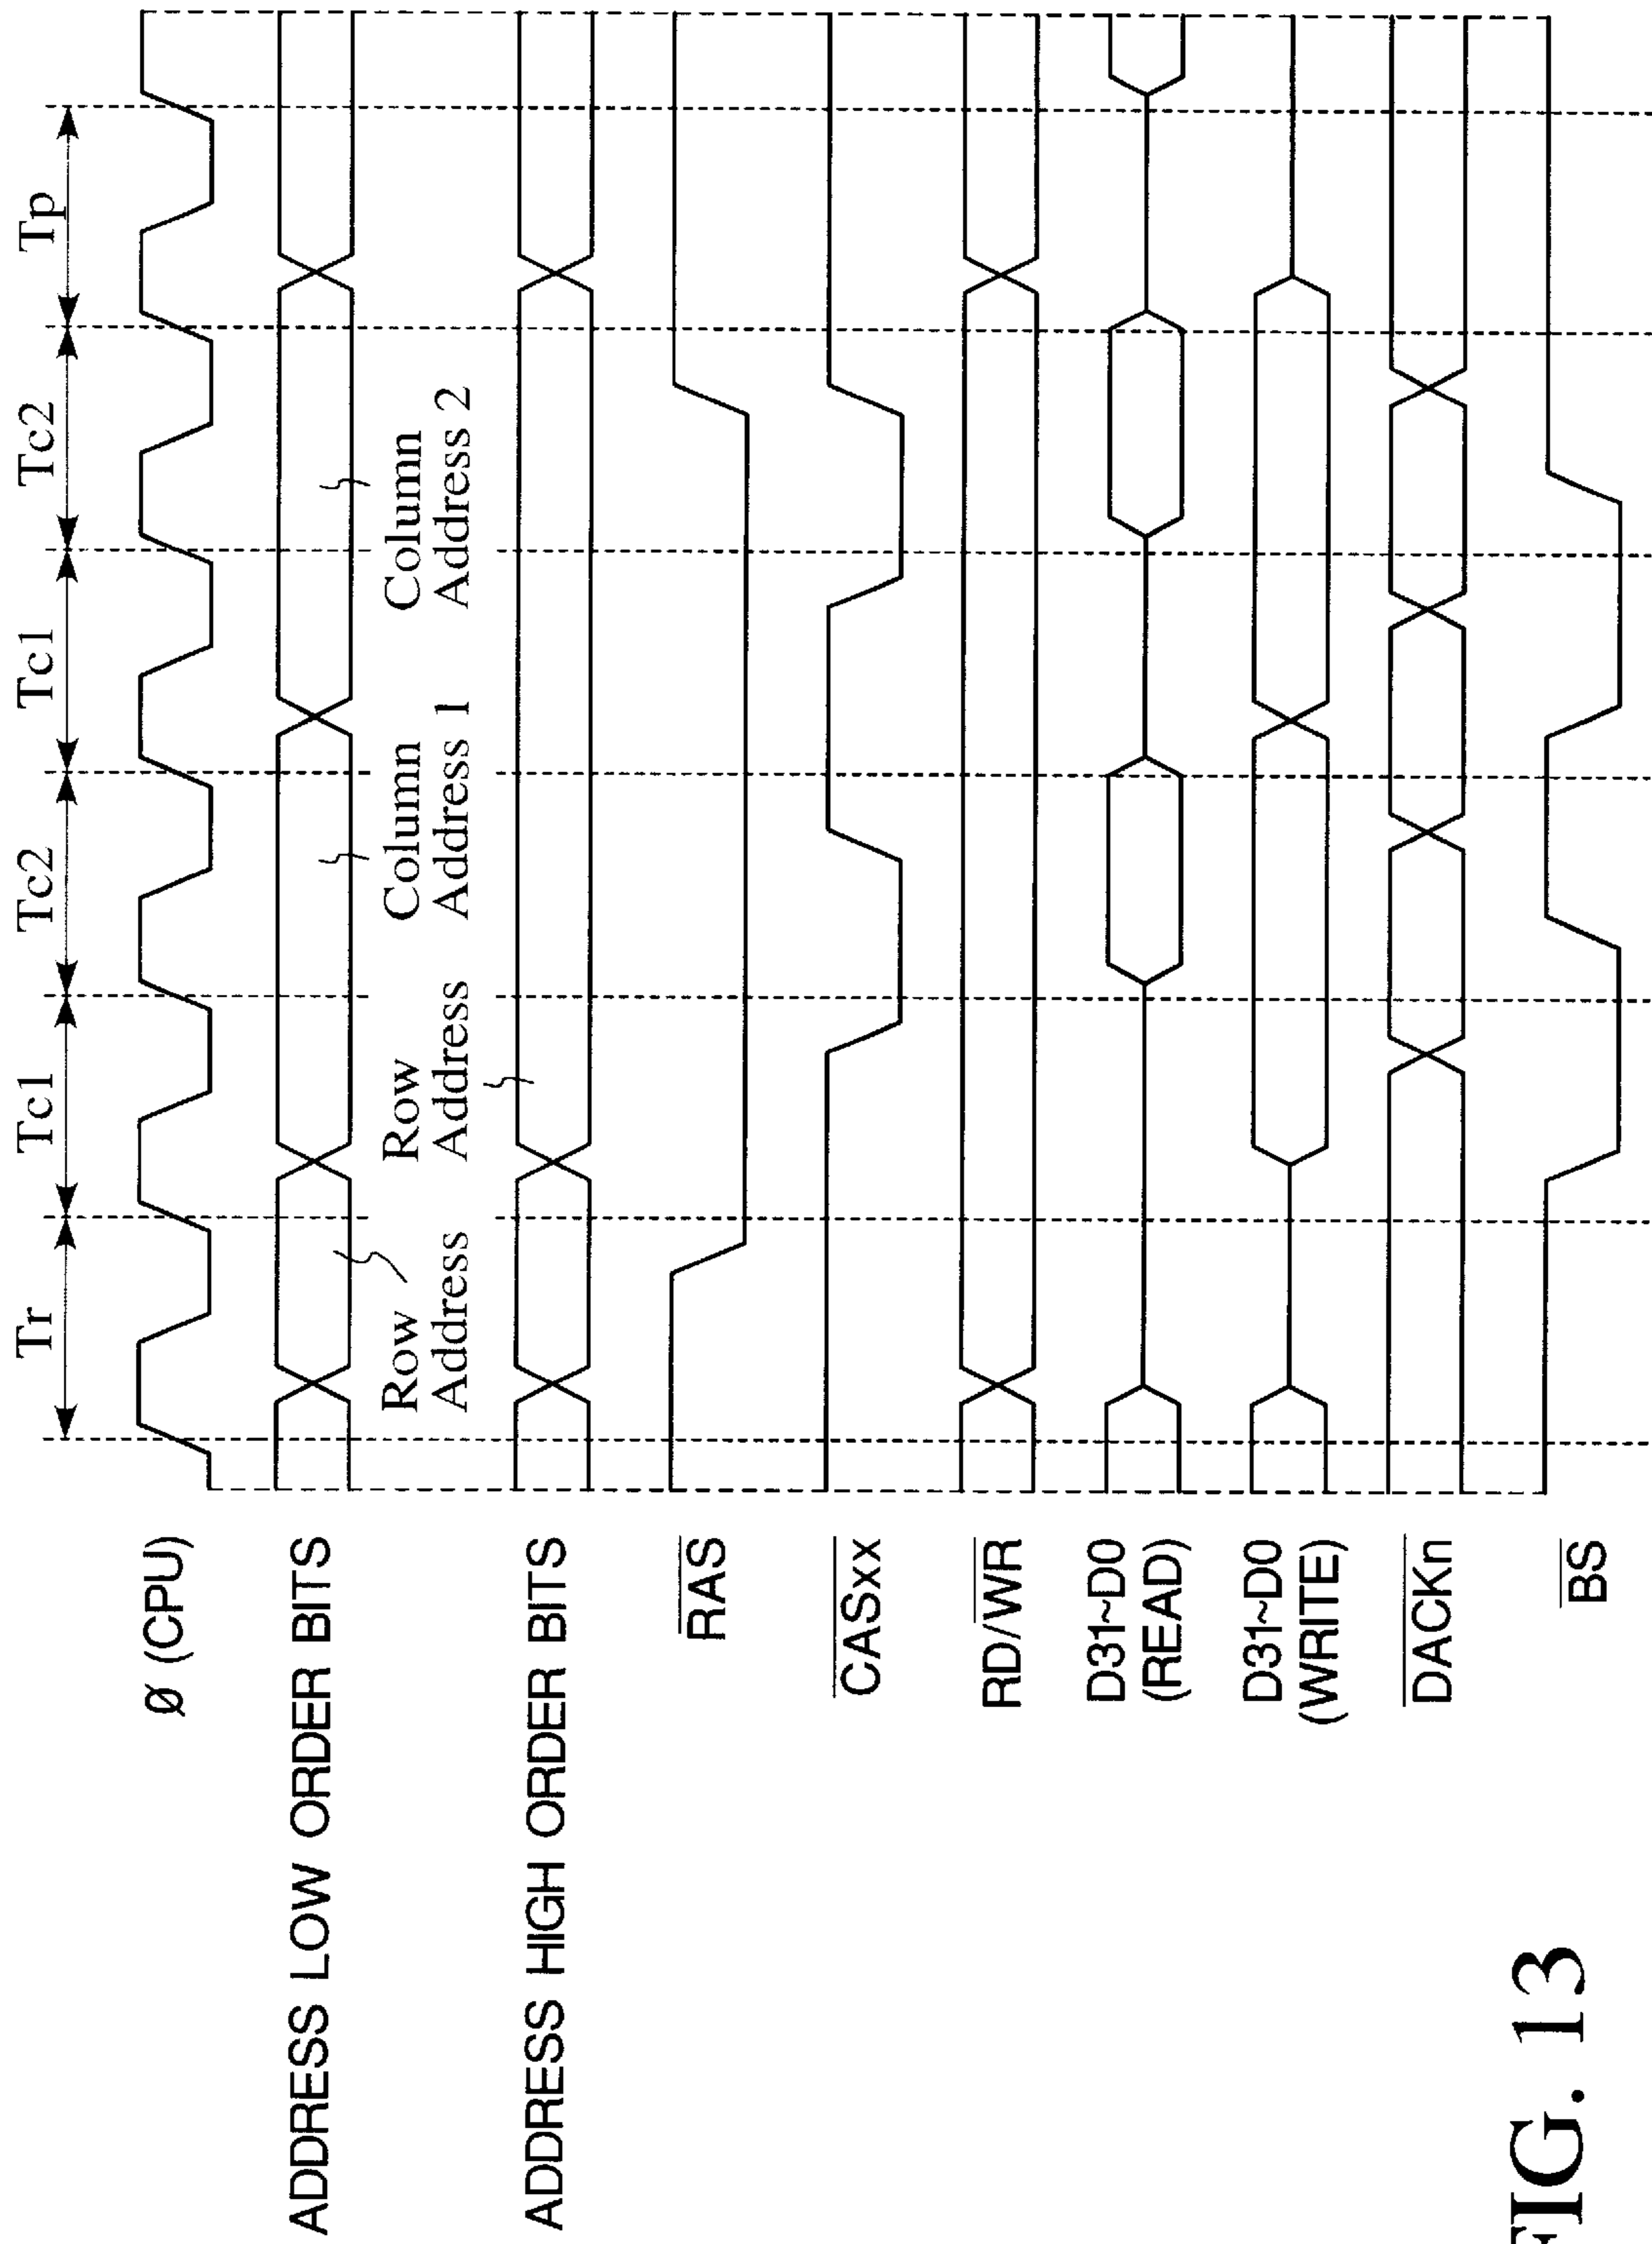 Tr Tc1 Tc2 Tc1 Tc2 Tp
Ø (CPU)
ADDRESS LOW ORDER BITS
Row
Address
Row
Address
Column
Address 1
Column
Address 2
ADDRESS HIGH ORDER BITS
RAS
CASxx
RD/WR
D31~D0
(READ)
D31~D0
(WRITE)
DACKn
BS
FIG. 13